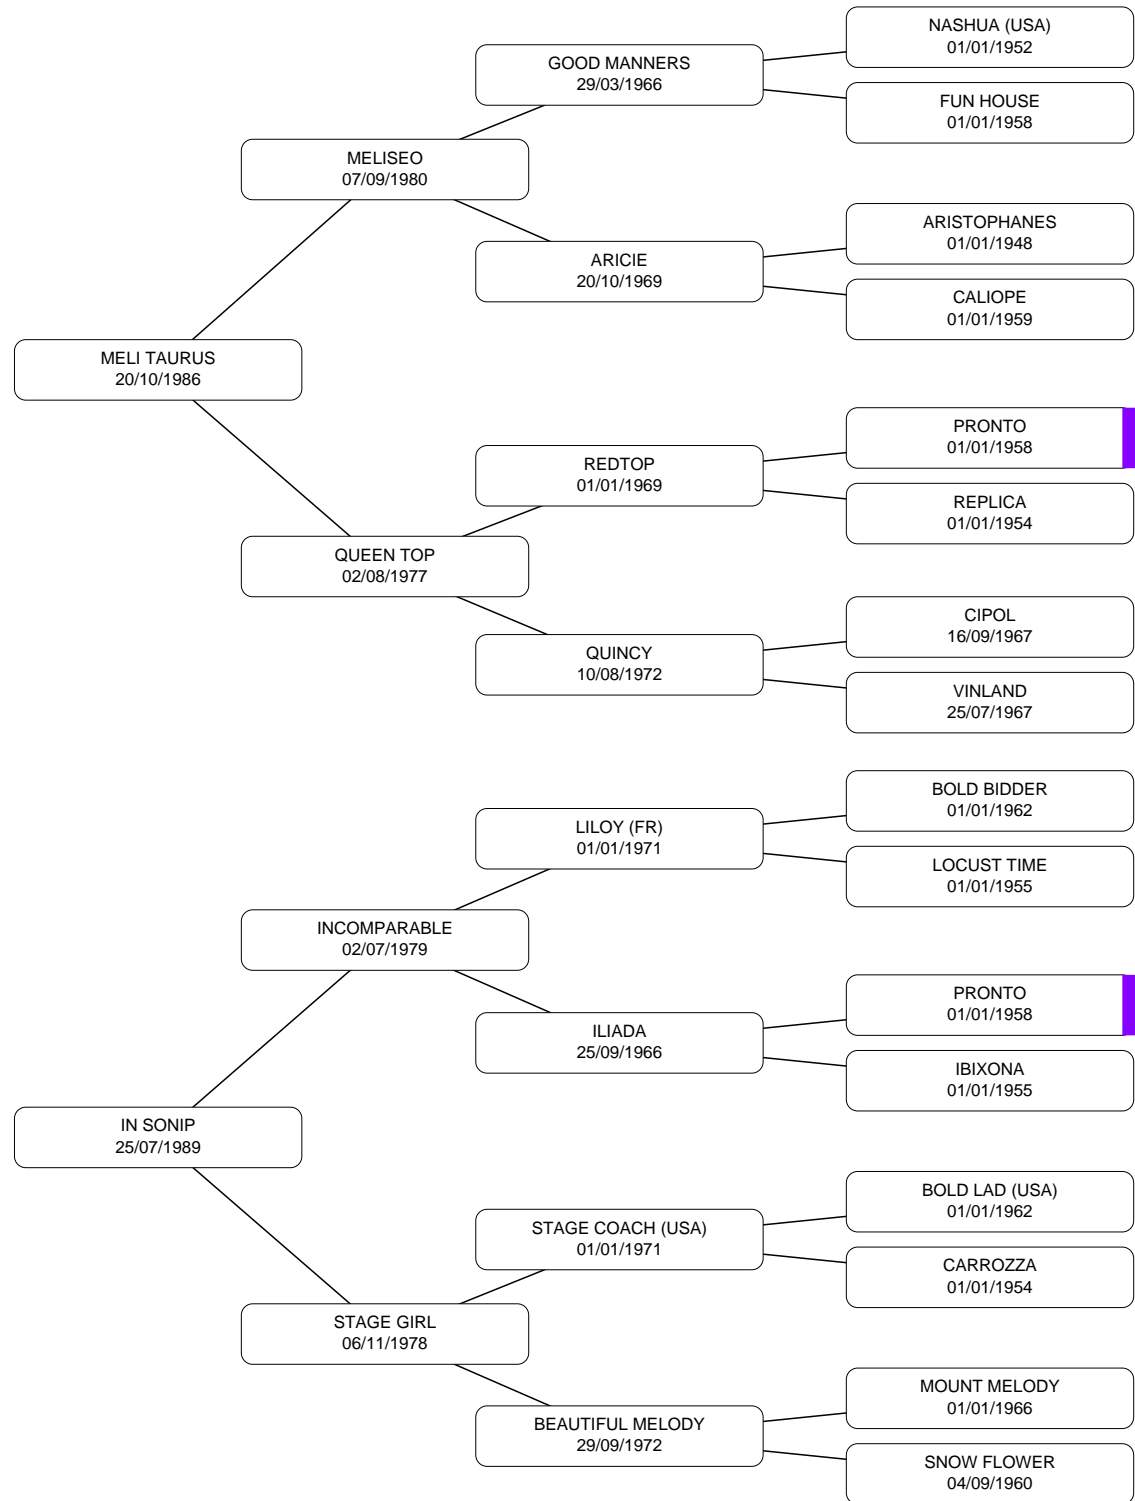 NASHUA (USA)
01/01/1952
GOOD MANNERS
29/03/1966
FUN HOUSE
01/01/1958
MELISEO
07/09/1980
ARISTOPHANES
01/01/1948
ARICIE
20/10/1969
CALIOPE
01/01/1959
MELI TAURUS
20/10/1986
PRONTO
01/01/1958
REDTOP
01/01/1969
REPLICA
01/01/1954
QUEEN TOP
02/08/1977
CIPOL
16/09/1967
QUINCY
10/08/1972
VINLAND
25/07/1967
BOLD BIDDER
01/01/1962
LILOY (FR)
01/01/1971
LOCUST TIME
01/01/1955
INCOMPARABLE
02/07/1979
PRONTO
01/01/1958
ILIADA
25/09/1966
IBIXONA
01/01/1955
IN SONIP
25/07/1989
BOLD LAD (USA)
01/01/1962
STAGE COACH (USA)
01/01/1971
CARROZZA
01/01/1954
STAGE GIRL
06/11/1978
MOUNT MELODY
01/01/1966
BEAUTIFUL MELODY
29/09/1972
SNOW FLOWER
04/09/1960